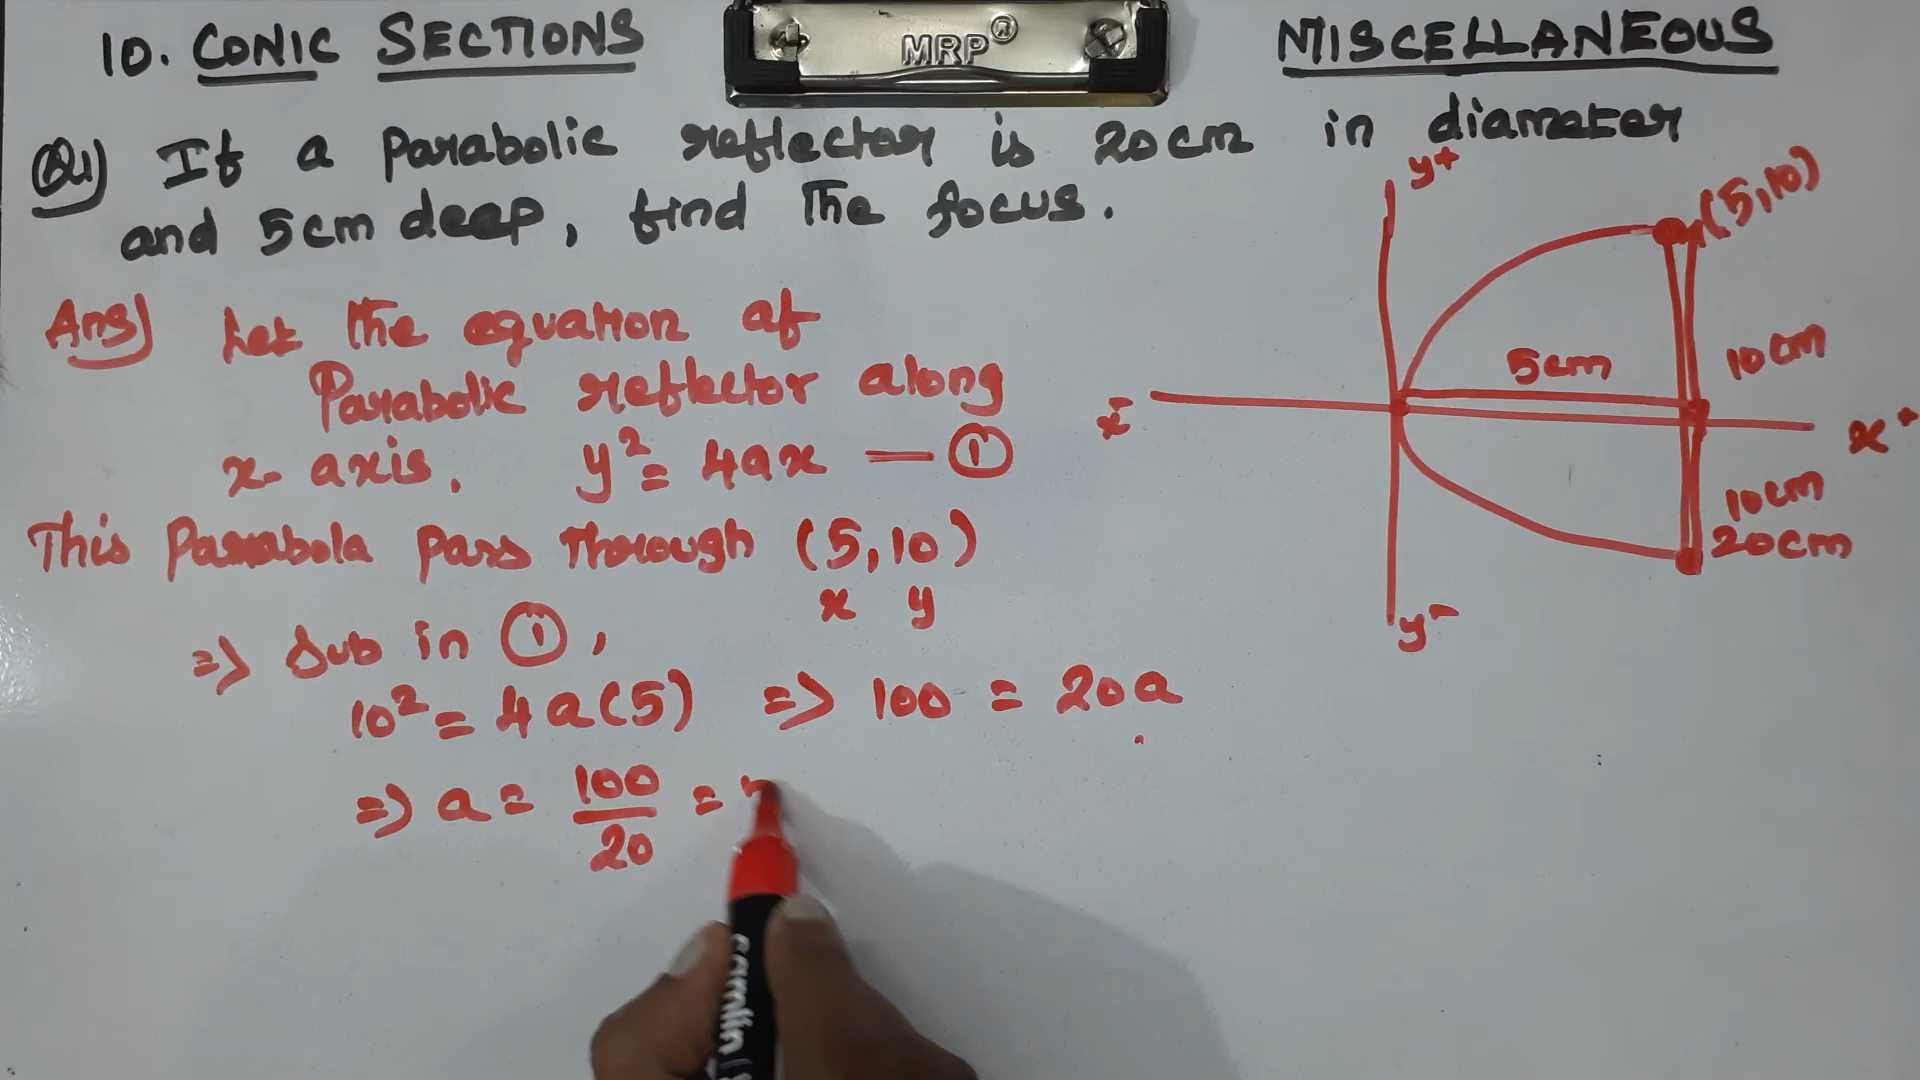 10. CONIC SECTIONS
MRP®
MISCELLANEOUS
Q1) If a parabolic reflector is 20cm in diameter
and 5cm deep, find the focus.
Ans) Let the equation of
Parabolic reflector along
x-axis. y² = 4ax — ①
This Parabola pass through (5,10)
x y
=> Sub in ①,
10² = 4a(5) => 100 = 20a
=> a = 100/20 =
y+
(5,10)
5cm
10cm
x-
x+
10cm
20cm
y-
camlin